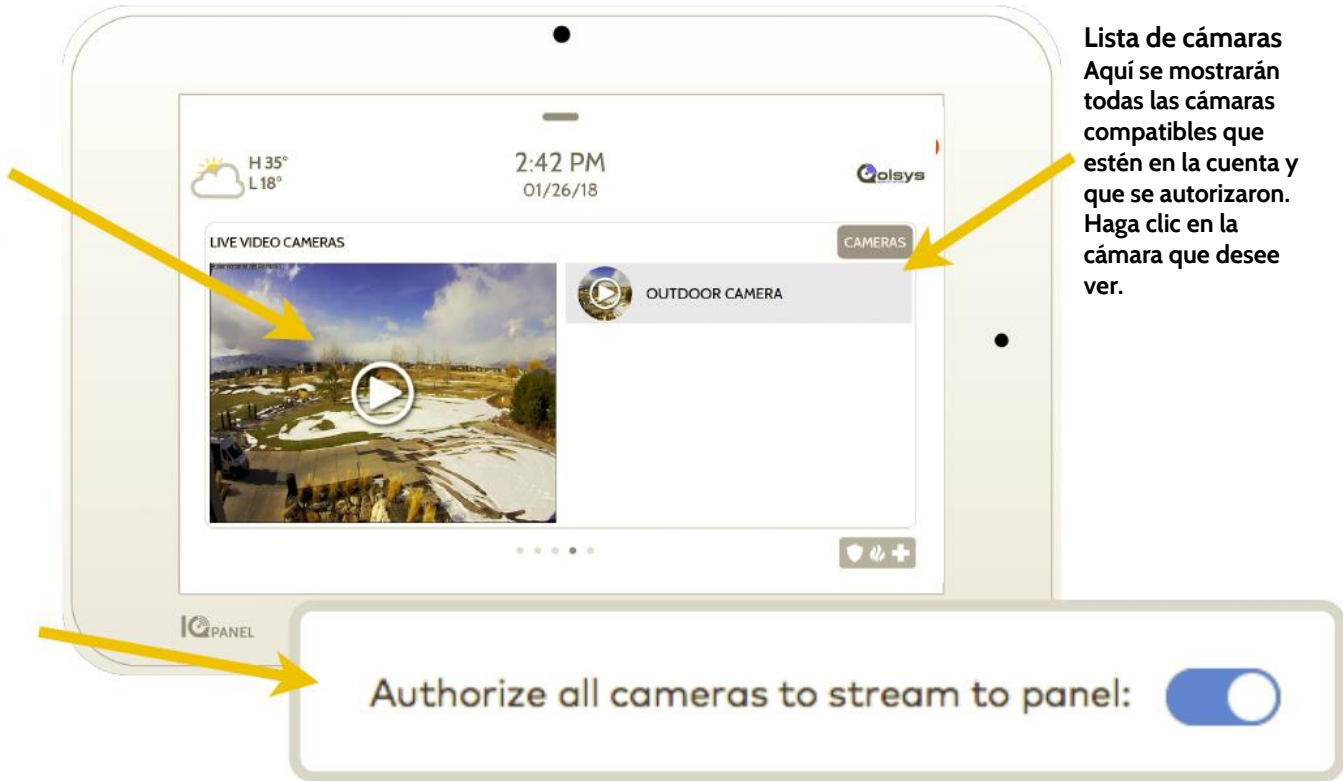 Lista de cámaras
Aquí se mostrarán
todas las cámaras
compatibles que
estén en la cuenta y
que se autorizaron.
Haga clic en la
cámara que desee
ver.
H 35°
L 18°
2:42 PM
01/26/18
Qolsys
LIVE VIDEO CAMERAS
CAMERAS
OUTDOOR CAMERA
IQ PANEL
Authorize all cameras to stream to panel: